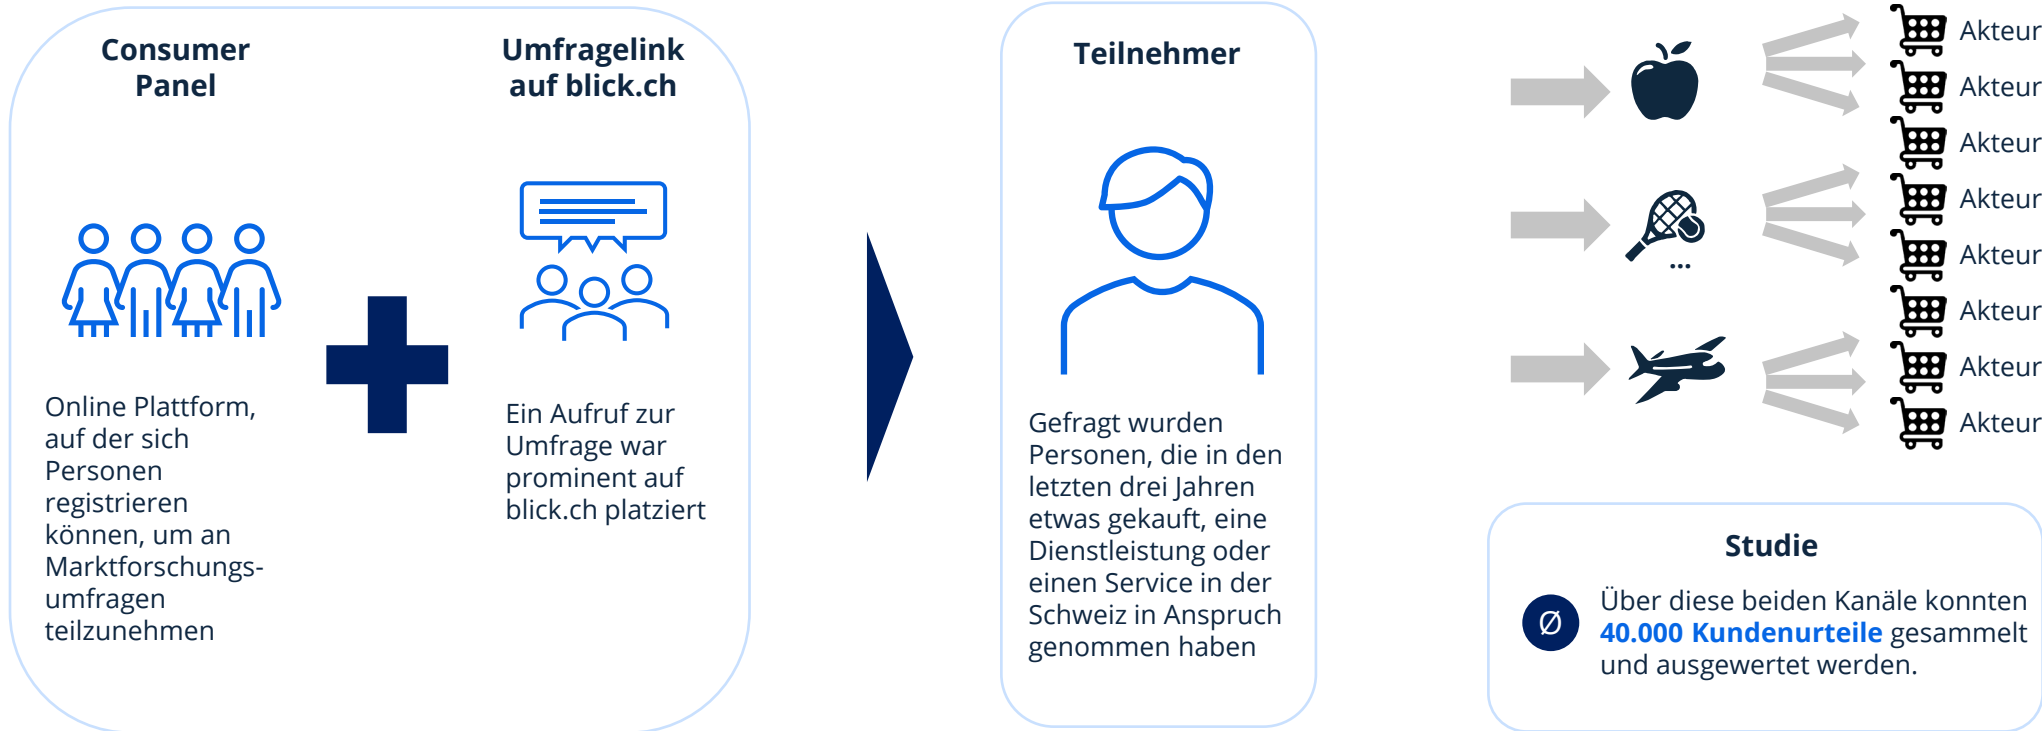 Consumer
Panel
Online Plattform,
auf der sich
Personen
registrieren
können, um an
Marktforschungs-
umfragen
teilzunehmen
Umfragelink
auf blick.ch
Ein Aufruf zur
Umfrage war
prominent auf
blick.ch platziert
Teilnehmer
Gefragt wurden
Personen, die in den
letzten drei Jahren
etwas gekauft, eine
Dienstleistung oder
einen Service in der
Schweiz in Anspruch
genommen haben
...
Akteur
Akteur
Akteur
Akteur
Akteur
Akteur
Akteur
Akteur
Studie
Ø
Über diese beiden Kanäle konnten
40.000 Kundenurteile gesammelt
und ausgewertet werden.